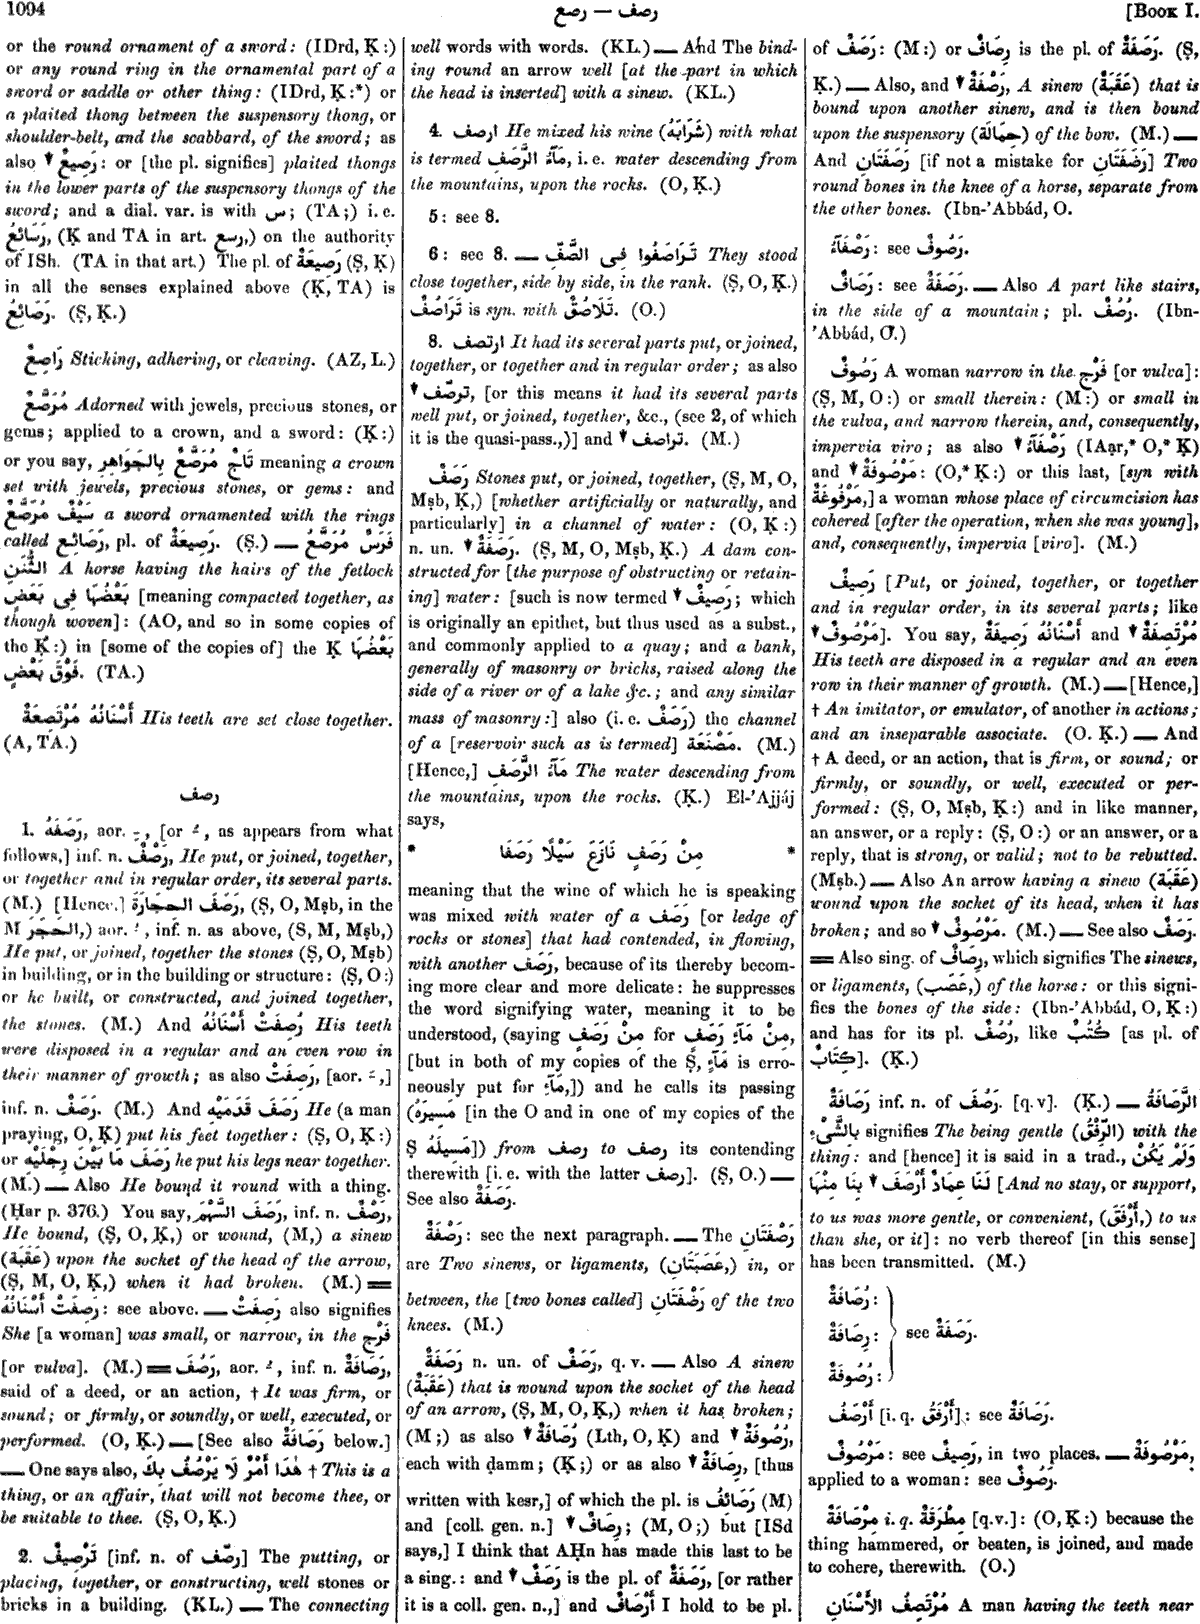 1094
رصف — رصع
[Book I.
or the round ornament of a sword: (IDrd, Ḳ:)
or any round ring in the ornamental part of a
sword or saddle or other thing: (IDrd, Ḳ:*) or
a plaited thong between the suspensory thong, or
shoulder-belt, and the scabbard, of the sword; as
also ▼ رَصِيعٌ: or [the pl. signifies] plaited thongs
in the lower parts of the suspensory thongs of the
sword; and a dial. var. is with س; (TA;) i. e.
رَسَائِعُ, (Ḳ and TA in art. رسع,) on the authority
of ISh. (TA in that art.) The pl. of رَصِيعَةٌ (Ṣ, Ḳ)
in all the senses explained above (Ḳ, TA) is
رَصَائِعُ. (Ṣ, Ḳ.)
رَاصِعٌ Sticking, adhering, or cleaving. (AZ, L.)
مُرَصَّعٌ Adorned with jewels, precious stones, or
gems; applied to a crown, and a sword: (Ḳ:)
or you say, تَاجٌ مُرَصَّعٌ بِالجَوَاهِرِ meaning a crown
set with jewels, precious stones, or gems: and
سَيْفٌ مُرَصَّعٌ a sword ornamented with the rings
called رَصَائِع, pl. of رَصِيعَةٌ. (Ṣ.) — فَرَسٌ مُرَصَّعُ
الثُّنَنِ A horse having the hairs of the fetlock
بَعْضُهَا فِى بَعْضٍ [meaning compacted together, as
though woven]: (AO, and so in some copies of
the Ḳ:) in [some of the copies of] the Ḳ بَعْضُهَا
فَوْقَ بَعْضٍ. (TA.)
أَسْنَانُهُ مُرْتَصِعَةٌ His teeth are set close together.
(A, TA.)
رصف
1. رَصَفَهُ, aor. ـِ, [or ـُ, as appears from what
follows,] inf. n. رَصْفٌ, He put, or joined, together,
or together and in regular order, its several parts.
(M.) [Hence,] رَصَفَ الحِجَارَةَ, (Ṣ, O, Mṣb, in the
M الحَجَرَ,) aor. ـُ, inf. n. as above, (S, M, Mṣb,)
He put, or joined, together the stones (Ṣ, O, Mṣb)
in building, or in the building or structure: (Ṣ, O:)
or he built, or constructed, and joined together,
the stones. (M.) And رُصِفَتْ أَسْنَانُهُ His teeth
were disposed in a regular and an even row in
their manner of growth; as also رَصِفَتْ, [aor. ـَ,]
inf. n. رَصَفٌ. (M.) And رَصَفَ قَدَمَيْهِ He (a man
praying, O, Ḳ) put his feet together: (Ṣ, O, Ḳ:)
or رَصَفَ مَا بَيْنَ رِجْلَيْهِ he put his legs near together.
(M.) — Also He bound it round with a thing.
(Ḥar p. 376.) You say, رَصَفَ السَّهْمَ, inf. n. رَصْفٌ,
He bound, (Ṣ, O, Ḳ,) or wound, (M,) a sinew
(عَقَبَة) upon the socket of the head of the arrow,
(Ṣ, M, O, Ḳ,) when it had broken. (M.) ==
رَصِفَتْ أَسْنَانُهُ: see above. — رَصِفَتْ also signifies
She [a woman] was small, or narrow, in the فَرْج
[or vulva]. (M.) == رَصُفَ, aor. ـُ, inf. n. رَصَافَةٌ,
said of a deed, or an action, † It was firm, or
sound; or firmly, or soundly, or well, executed, or
performed. (O, Ḳ.) — [See also رَصَافَةٌ below.]
— One says also, هٰذَا أَمْرٌ لَا يَرْصُفُ بِكَ † This is a
thing, or an affair, that will not become thee, or
be suitable to thee. (Ṣ, O, Ḳ.)
2. تَرْصِيفٌ [inf. n. of رصّف] The putting, or
placing, together, or constructing, well stones or
bricks in a building. (KL.) — The connecting
well words with words. (KL.) — And The bind-
ing round an arrow well [at the part in which
the head is inserted] with a sinew. (KL.)
4. ارصف He mixed his wine (شَرَابَهُ) with what
is termed مَآءُ الرَّصَفِ, i. e. water descending from
the mountains, upon the rocks. (O, Ḳ.)
5: see 8.
6: see 8. — تَرَاصَفُوا فِى الصَّفِّ They stood
close together, side by side, in the rank. (Ṣ, O, Ḳ.)
تَرَاصُفٌ is syn. with تَلَاصُقٌ. (O.)
8. ارتصف It had its several parts put, or joined,
together, or together and in regular order; as also
▼ ترصّف, [or this means it had its several parts
well put, or joined, together, &c., (see 2, of which
it is the quasi-pass.,)] and ▼ تراصف. (M.)
رَصَفٌ Stones put, or joined, together, (Ṣ, M, O,
Mṣb, Ḳ,) [whether artificially or naturally, and
particularly] in a channel of water: (O, Ḳ:)
n. un. ▼ رَصَفَةٌ. (Ṣ, M, O, Mṣb, Ḳ.) A dam con-
structed for [the purpose of obstructing or retain-
ing] water: [such is now termed ▼ رَصِيفٌ; which
is originally an epithet, but thus used as a subst.,
and commonly applied to a quay; and a bank,
generally of masonry or bricks, raised along the
side of a river or of a lake &c.; and any similar
mass of masonry:] also (i. e. رَصَفٌ) the channel
of a [reservoir such as is termed] مَصْنَعَة. (M.)
[Hence,] مَآءُ الرَّصَفِ The water descending from
the mountains, upon the rocks. (Ḳ.) El-'Ajjáj
says,
* مِنْ رَصَفٍ نَازَعَ سَيْلًا رَصَفَا *
meaning that the wine of which he is speaking
was mixed with water of a رَصَف [or ledge of
rocks or stones] that had contended, in flowing,
with another رَصَف, because of its thereby becom-
ing more clear and more delicate: he suppresses
the word signifying water, meaning it to be
understood, (saying مِنْ رَصَفٍ for مِنْ مَآءِ رَصَفٍ,
[but in both of my copies of the Ṣ, مَآءٍ is erro-
neously put for مَآءِ,]) and he calls its passing
(مَسِيرَهُ [in the O and in one of my copies of the
Ṣ مَسِيلَهُ]) from رصف to رصف its contending
therewith [i. e. with the latter رصف]. (Ṣ, O.) —
See also رَصَفَةٌ.
رَصْفَةٌ: see the next paragraph. — The رَصْفَتَانِ
are Two sinews, or ligaments, (عَصَبَتَانِ,) in, or
between, the [two bones called] رَضْفَتَانِ of the two
knees. (M.)
رَصَفَةٌ n. un. of رَصَفٌ, q. v. — Also A sinew
(عَقَبَةٌ) that is wound upon the socket of the head
of an arrow, (Ṣ, M, O, Ḳ,) when it has broken;
(M;) as also ▼ رُصَافَةٌ (Lth, O, Ḳ) and ▼ رُصُوفَةٌ,
each with ḍamm; (Ḳ;) or as also ▼ رِصَافَةٌ, [thus
written with kesr,] of which the pl. is رَصَائِفُ (M)
and [coll. gen. n.] ▼ رِصَافٌ; (M, O;) but [ISd
says,] I think that AḤn has made this last to be
a sing.: and ▼ رَصَفٌ is the pl. of رَصَفَةٌ, [or rather
it is a coll. gen. n.,] and أَرْصَافٌ I hold to be pl.
of رَصَفٌ: (M:) or رِصَافٌ is the pl. of رَصَفَةٌ. (Ṣ,
Ḳ.) — Also, and ▼ رَصْفَةٌ, A sinew (عَقَبَةٌ) that is
bound upon another sinew, and is then bound
upon the suspensory (حِمَالَة) of the bow. (M.) —
And رَصَفَتَانِ [if not a mistake for رَضَفَتَانِ] Two
round bones in the knee of a horse, separate from
the other bones. (Ibn-'Abbád, O.
رَصْفَآءُ: see رَصُوفٌ.
رِصَافٌ: see رَصَفَةٌ. — Also A part like stairs,
in the side of a mountain; pl. رُصُفٌ. (Ibn-
'Abbád, O.)
رَصُوفٌ A woman narrow in the فَرْج [or vulva]:
(Ṣ, M, O:) or small therein: (M:) or small in
the vulva, and narrow therein, and, consequently,
impervia viro; as also ▼ رَصْفَآءُ (IAạr,* O,* Ḳ)
and ▼ مَرْصُوفَةٌ: (O,* Ḳ:) or this last, [syn with
مَرْفُوغَةٌ,] a woman whose place of circumcision has
cohered [after the operation, when she was young],
and, consequently, impervia [viro]. (M.)
رَصِيفٌ [Put, or joined, together, or together
and in regular order, in its several parts; like
▼ مَرْصُوفٌ]. You say, أَسْنَانُهُ رَصِيفَةٌ and ▼ مُرْتَصِفَةٌ
His teeth are disposed in a regular and an even
row in their manner of growth. (M.) — [Hence,]
† An imitator, or emulator, of another in actions;
and an inseparable associate. (O. Ḳ.) — And
† A deed, or an action, that is firm, or sound; or
firmly, or soundly, or well, executed or per-
formed: (Ṣ, O, Mṣb, Ḳ:) and in like manner,
an answer, or a reply: (Ṣ, O:) or an answer, or a
reply, that is strong, or valid; not to be rebutted.
(Mṣb.) — Also An arrow having a sinew (عَقَبَة)
wound upon the socket of its head, when it has
broken; and so ▼ مَرْصُوفٌ. (M.) — See also رَصَفٌ.
== Also sing. of رِصَافٌ, which signifies The sinews,
or ligaments, (عَصَب,) of the horse: or this signi-
fies the bones of the side: (Ibn-'Abbád, O, Ḳ:)
and has for its pl. رُصُفٌ, like كُتُبٌ [as pl. of
كِتَابٌ]. (Ḳ.)
رَصَافَةٌ inf. n. of رَصُفَ. [q. v]. (Ḳ.) — الرَّصَافَةُ
بِالشَّىْءِ signifies The being gentle (الرِّفْقُ) with the
thing: and [hence] it is said in a trad., وَلَمْ يَكُنْ
لَنَا عِمَادٌ أَرْصَفُ ▼ بِنَا مِنْهَا [And no stay, or support,
to us was more gentle, or convenient, (أَرْفَقُ,) to us
than she, or it]: no verb thereof [in this sense]
has been transmitted. (M.)
رُصَافَةٌ:
رِصَافَةٌ: see رَصَفَةٌ.
رُصُوفَةٌ:
أَرْصَفُ [i. q. أَرْفَقُ]: see رَصَافَةٌ.
مَرْصُوفٌ: see رَصِيفٌ, in two places. — مَرْصُوفَةٌ,
applied to a woman: see رَصُوفٌ.
مِرْصَافَةٌ i. q. مِطْرَقَةٌ [q.v.]: (O, Ḳ:) because the
thing hammered, or beaten, is joined, and made
to cohere, therewith. (O.)
مُرْتَصِفُ الأَسْنَانِ A man having the teeth near